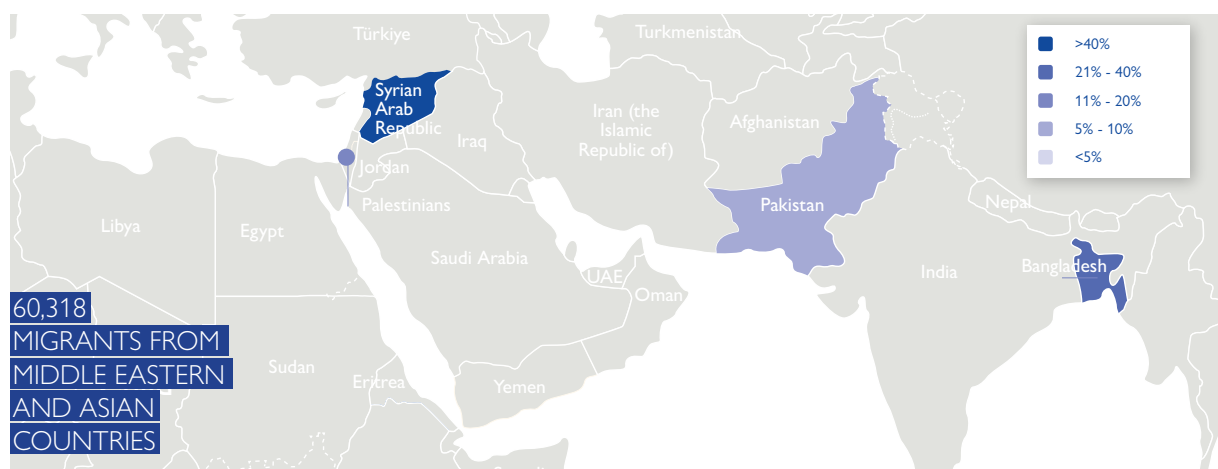 Türkiye
Turkmenistan
>40%
21% - 40%
11% - 20%
5% - 10%
<5%
Syrian
Arab
Republic
Iraq
Iran (the
Islamic
Republic of)
Afghanistan
Jordan
Palestinians
Pakistan
Nepal
Libya
Egypt
Saudi Arabia
UAE
Oman
India
Bangladesh
60,318
MIGRANTS FROM
MIDDLE EASTERN
AND ASIAN
COUNTRIES
Sudan
Eritrea
Yemen